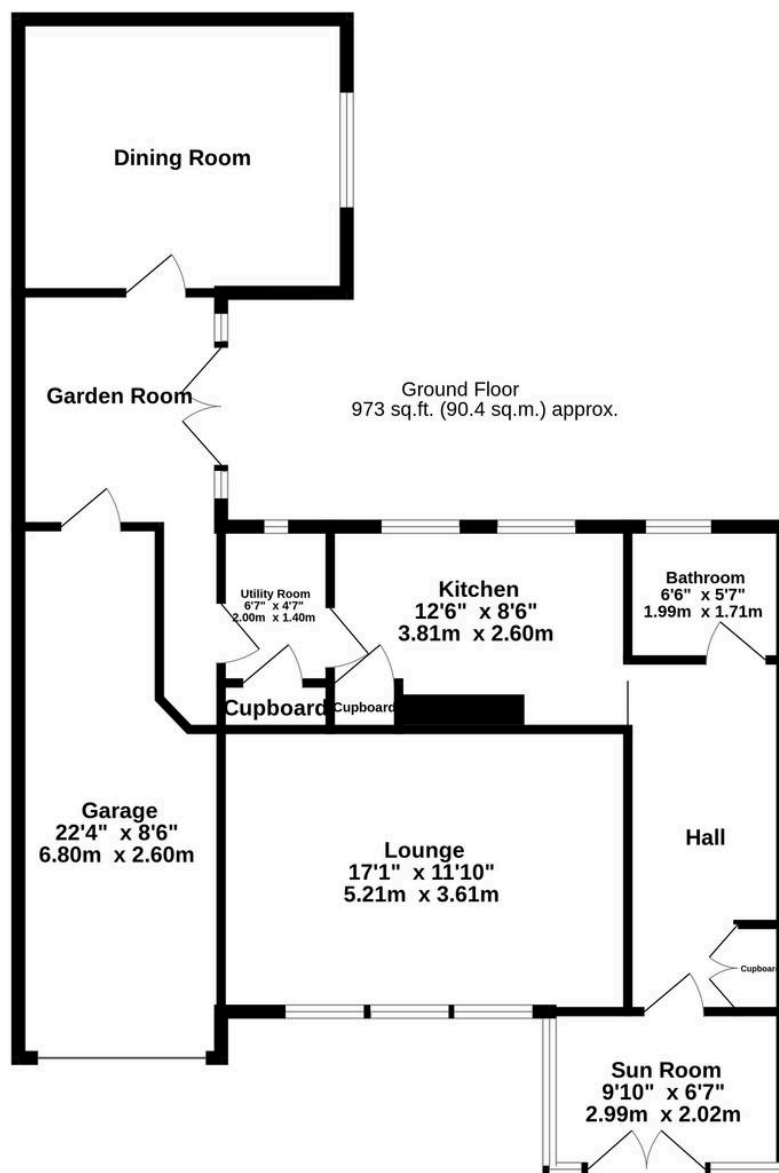 Dining Room
Garden Room
Ground Floor
973 sq.ft. (90.4 sq.m.) approx.
Utility Room
6'7" x 4'7"
2.00m x 1.40m
Kitchen
12'6" x 8'6"
3.81m x 2.60m
Bathroom
6'6" x 5'7"
1.99m x 1.71m
Cupboard
Cupboard
Garage
22'4" x 8'6"
6.80m x 2.60m
Lounge
17'1" x 11'10"
5.21m x 3.61m
Hall
Cupboard
Sun Room
9'10" x 6'7"
2.99m x 2.02m